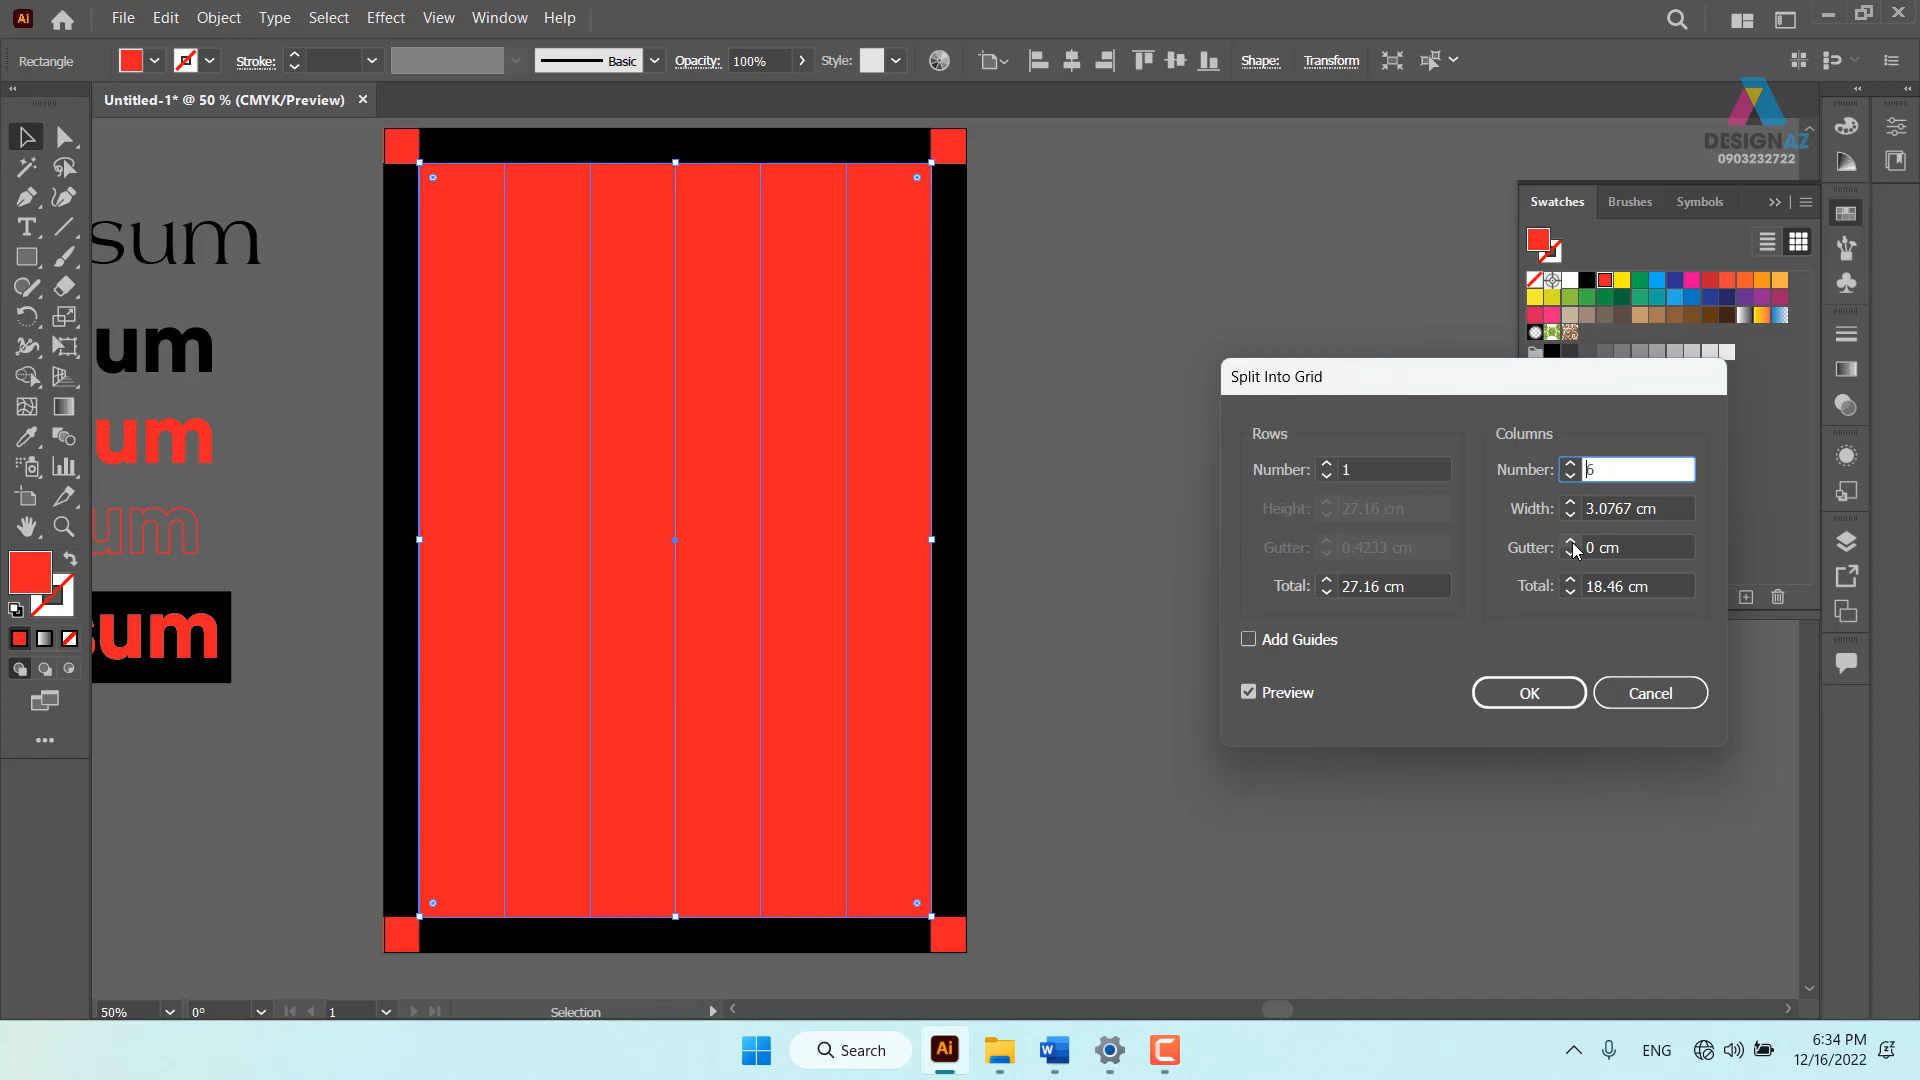 Ai File Edit Object Type Select Effect View Window Help
Rectangle Stroke: Basic Opacity: 100% Style: Shape: Transform
Untitled-1* @ 50 % (CMYK/Preview)
DESIGNAZ
0903232722
Swatches Brushes Symbols
sum
um
um
um
sum
Split Into Grid
Rows Columns
Number: 1 Number: 6
Height: 27.16 cm Width: 3.0767 cm
Gutter: 0.4233 cm Gutter: 0 cm
Total: 27.16 cm Total: 18.46 cm
Add Guides
Preview OK Cancel
50% 0° 1 Selection
Search Ai W C ENG 6:34 PM
12/16/2022